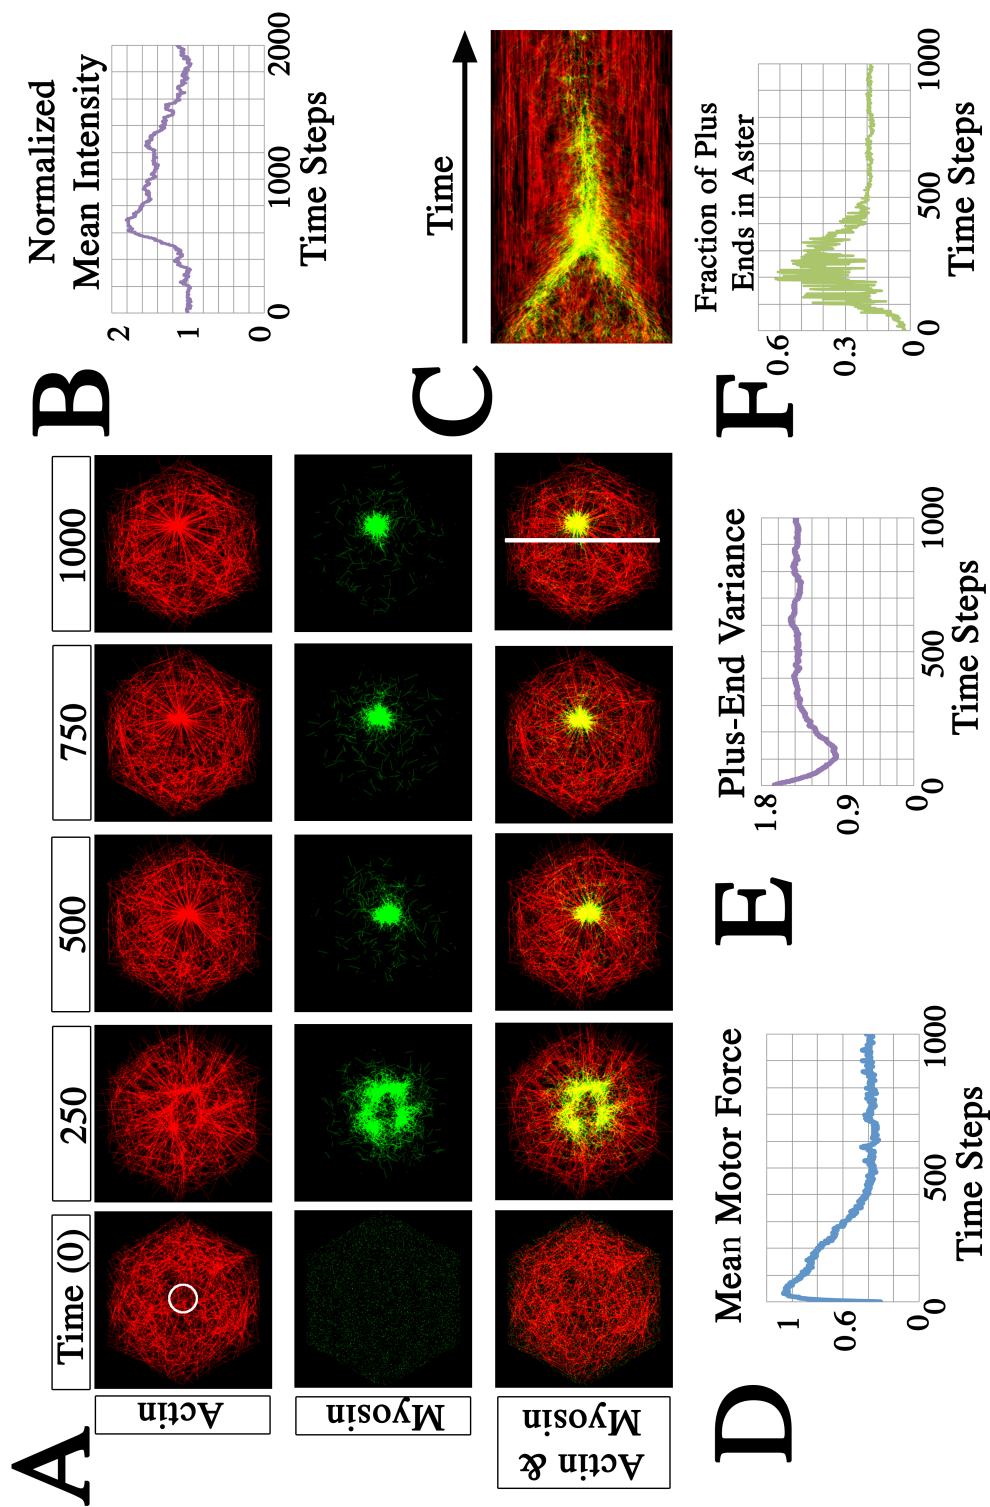 A
Time (0)
250
500
750
1000
Actin
Myosin
Actin &
Myosin
B
Normalized
Mean Intensity
2
1
0
0
1000
2000
Time Steps
C
Time
D
Mean Motor Force
1
0.6
0
0
500
1000
Time Steps
E
Plus-End Variance
1.8
0.9
0
0
500
1000
Time Steps
F
Fraction of Plus
Ends in Aster
0.6
0.3
0
0
500
1000
Time Steps